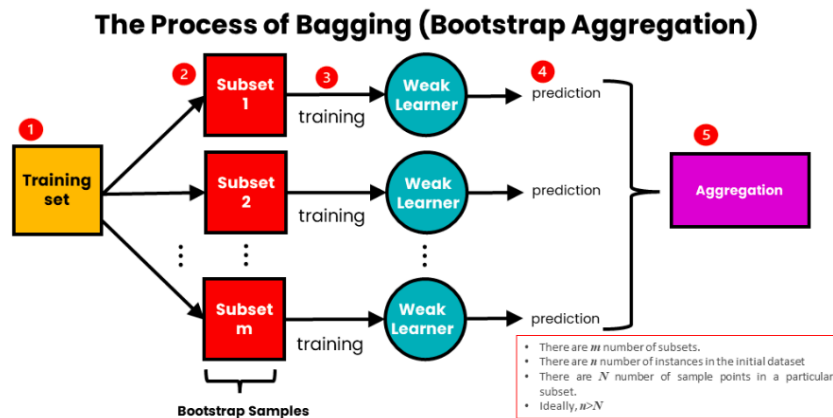 The Process of Bagging (Bootstrap Aggregation)
1
Training
set
2
Subset
1
3
training
Weak
Learner
4
prediction
Subset
2
training
Weak
Learner
prediction
Subset
m
training
Weak
Learner
prediction
5
Aggregation
Bootstrap Samples
• There are m number of subsets.
• There are n number of instances in the initial dataset
• There are N number of sample points in a particular
subset.
• Ideally, n>N